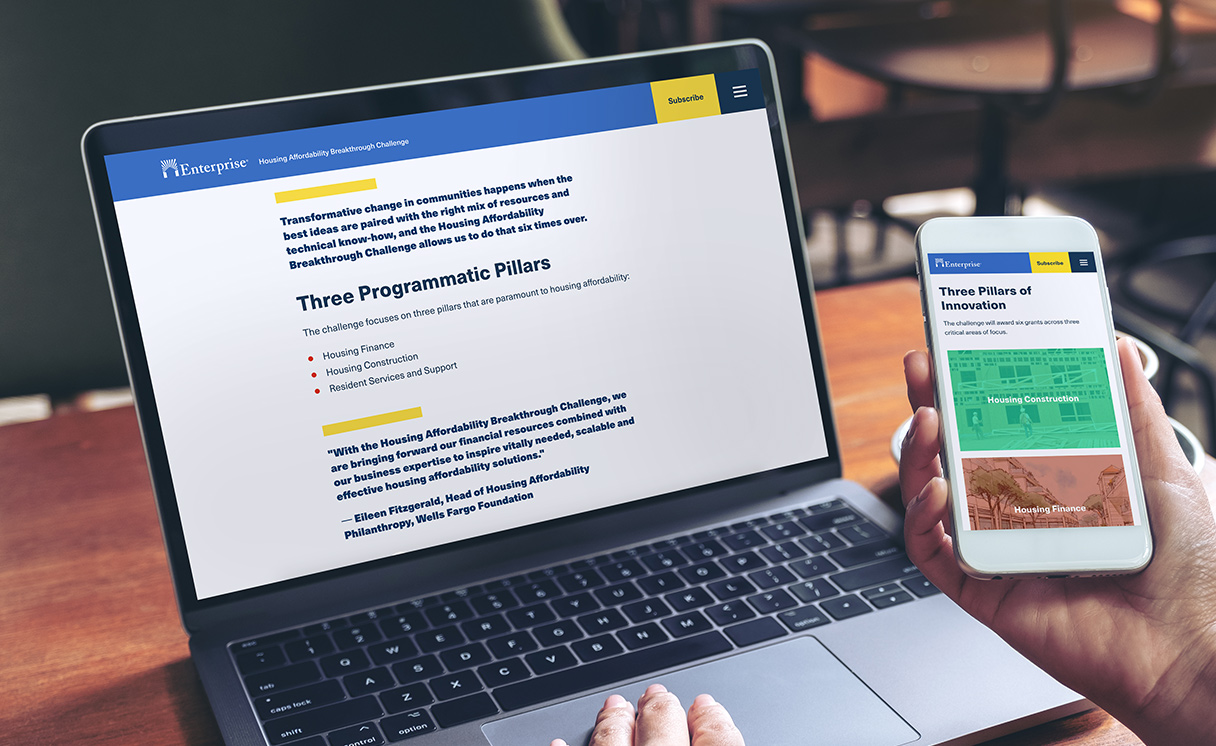 Enterprise
Housing Affordability Breakthrough Challenge
Subscribe
Transformative change in communities happens when the
best ideas are paired with the right mix of resources and
technical know-how, and the Housing Affordability
Breakthrough Challenge allows us to do that six times over.
Three Programmatic Pillars
The challenge focuses on three pillars that are paramount to housing affordability:
Housing Finance
Housing Construction
Resident Services and Support
"With the Housing Affordability Breakthrough Challenge, we
are bringing forward our financial resources combined with
our business expertise to inspire vitally needed, scalable and
effective housing affordability solutions."
— Eileen Fitzgerald, Head of Housing Affordability
Philanthropy, Wells Fargo Foundation
Enterprise
Subscribe
Three Pillars of
Innovation
The challenge will award six grants across three
critical areas of focus.
Housing Construction
Housing Finance
tab
Q W E R T Y U I O P
caps lock
A S D F G H J K L
shift
Z X C V B N M
control
option
option